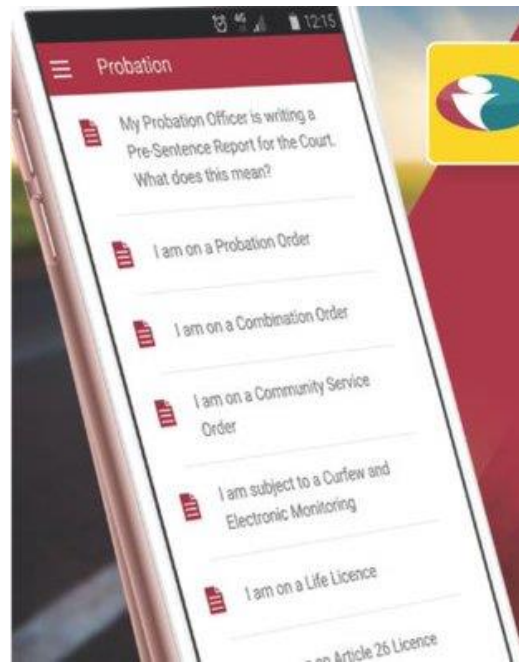 4G 12:15
Probation
My Probation Officer is writing a
Pre-Sentence Report for the Court.
What does this mean?
I am on a Probation Order
I am on a Combination Order
I am on a Community Service
Order
I am subject to a Curfew and
Electronic Monitoring
I am on a Life Licence
on Article 26 Licence